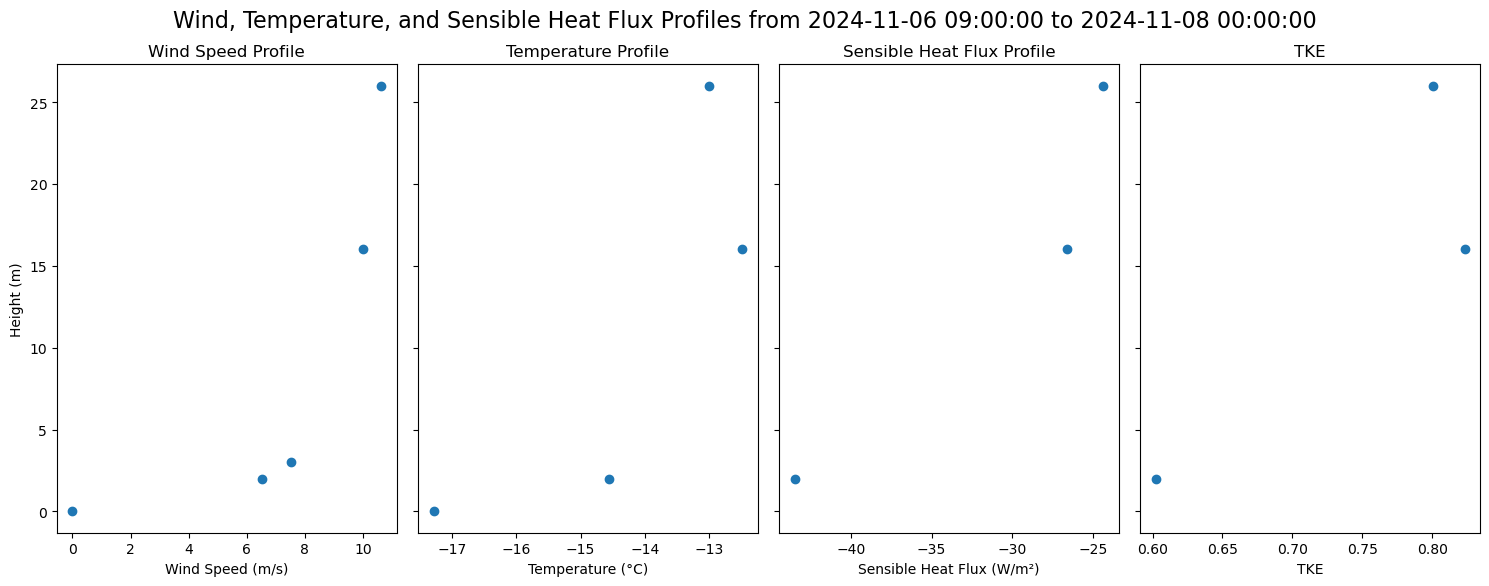 Wind, Temperature, and Sensible Heat Flux Profiles from 2024-11-06 09:00:00 to 2024-11-08 00:00:00
Wind Speed Profile
Temperature Profile
Sensible Heat Flux Profile
TKE
25
20
15
10
5
0
Height (m)
0 2 4 6 8 10
−17 −16 −15 −14 −13
−40 −35 −30 −25
0.60 0.65 0.70 0.75 0.80
Wind Speed (m/s)
Temperature (°C)
Sensible Heat Flux (W/m²)
TKE